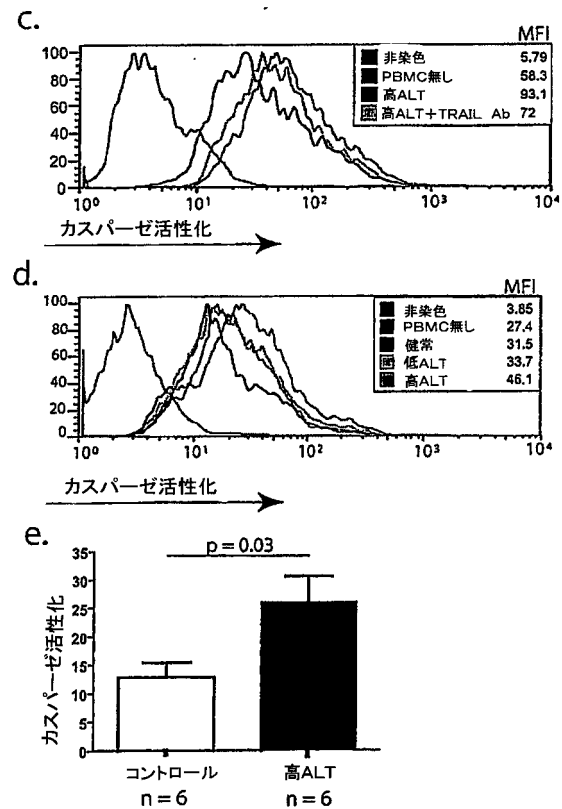 c.
MFI
非染色 5.79
PBMC無し 58.3
高ALT 93.1
高ALT+TRAIL Ab 72
100
80
60
40
20
0
10⁰ 10¹ 10² 10³ 10⁴
カスパーゼ活性化
d.
MFI
非染色 3.85
PBMC無し 27.4
健常 31.5
低ALT 33.7
高ALT 46.1
100
80
60
40
20
0
10⁰ 10¹ 10² 10³ 10⁴
カスパーゼ活性化
e.
p = 0.03
カスパーゼ活性化
35
30
25
20
15
10
5
0
コントロール 高ALT
n = 6 n = 6